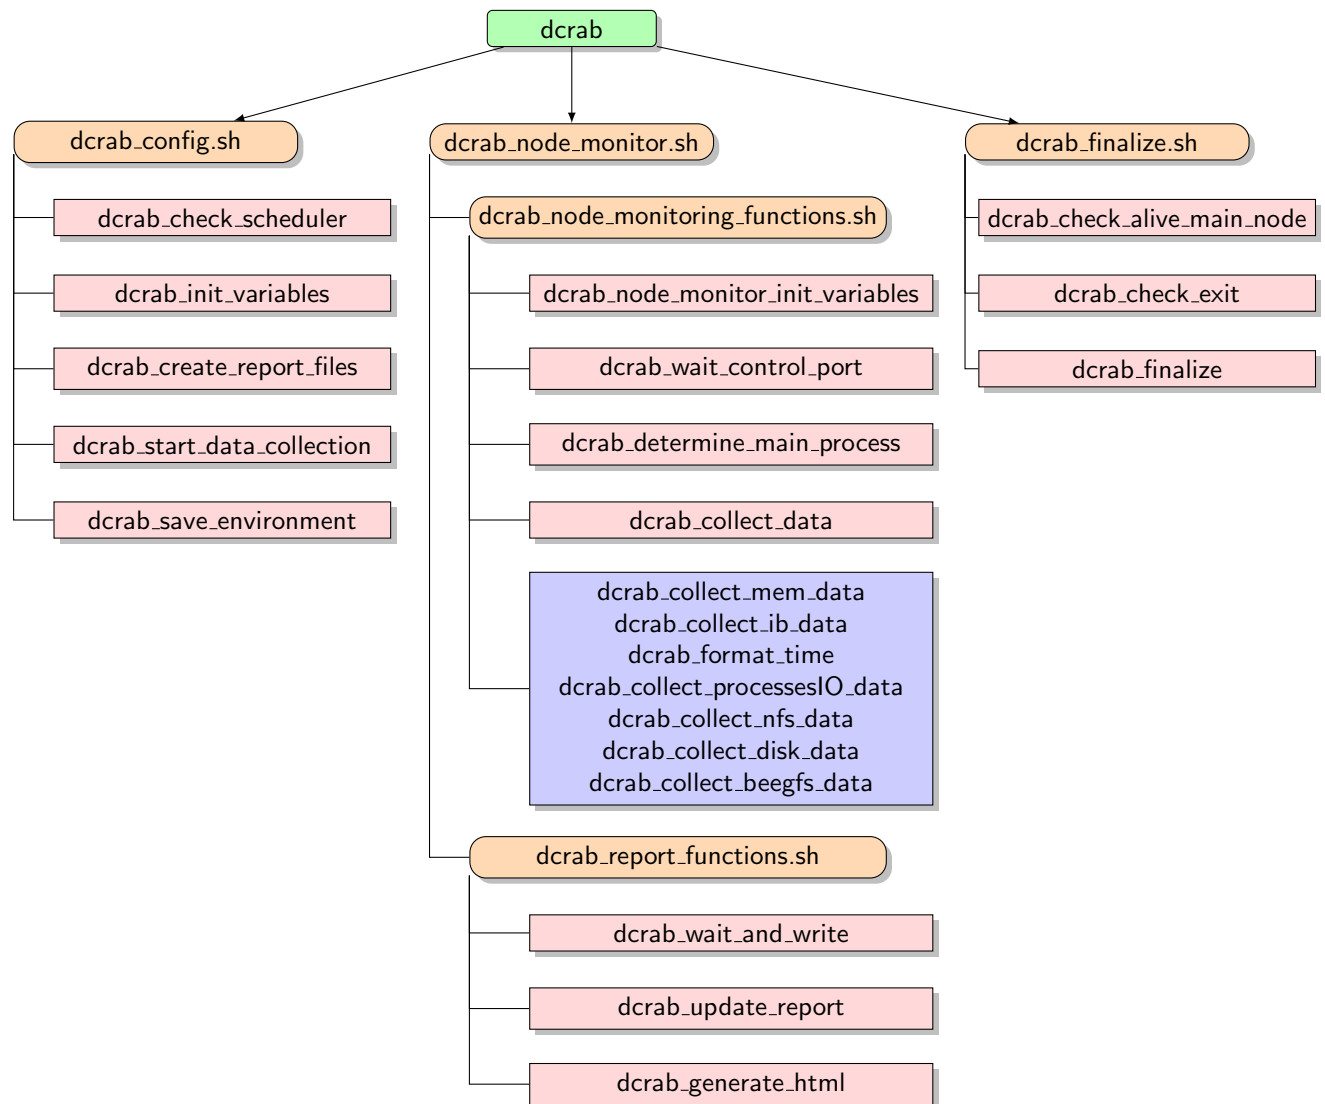 dcrab
dcrab_config.sh
dcrab_check_scheduler
dcrab_init_variables
dcrab_create_report_files
dcrab_start_data_collection
dcrab_save_environment
dcrab_node_monitor.sh
dcrab_node_monitoring_functions.sh
dcrab_node_monitor_init_variables
dcrab_wait_control_port
dcrab_determine_main_process
dcrab_collect_data
dcrab_collect_mem_data
dcrab_collect_ib_data
dcrab_format_time
dcrab_collect_processesIO_data
dcrab_collect_nfs_data
dcrab_collect_disk_data
dcrab_collect_beegfs_data
dcrab_report_functions.sh
dcrab_wait_and_write
dcrab_update_report
dcrab_generate_html
dcrab_finalize.sh
dcrab_check_alive_main_node
dcrab_check_exit
dcrab_finalize